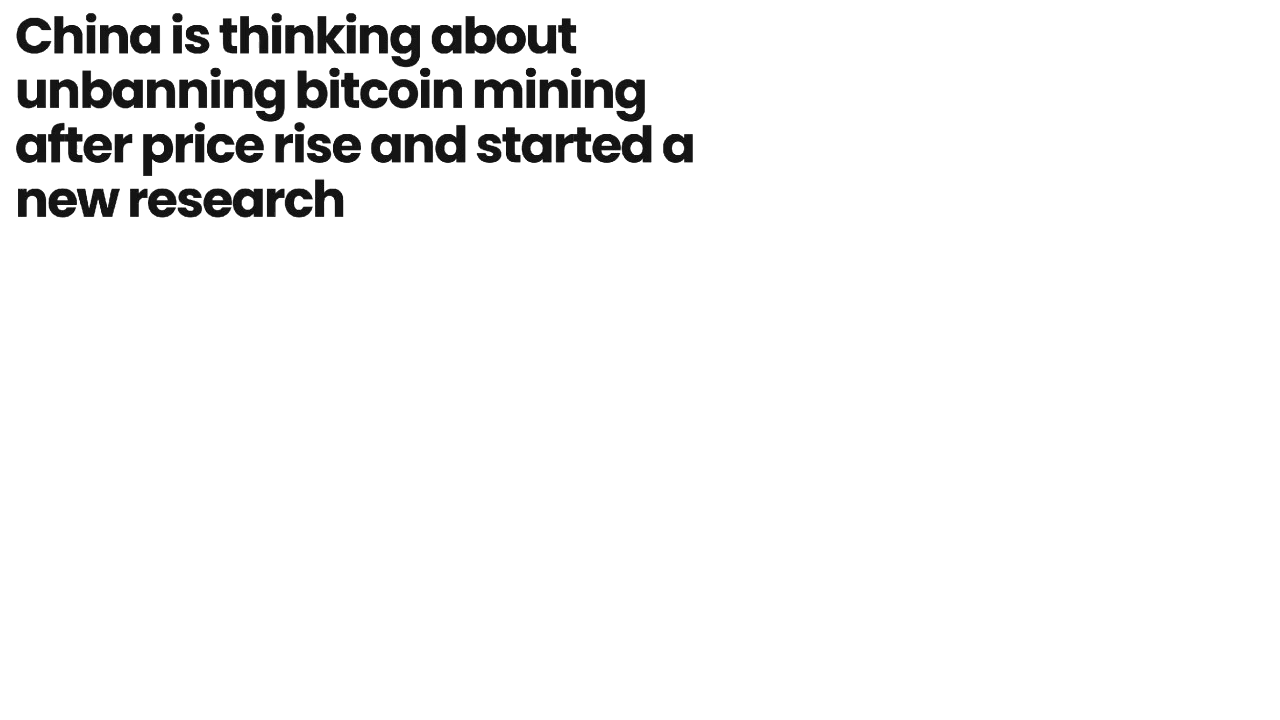 China is thinking about
unbanning bitcoin mining
after price rise and started a
new research